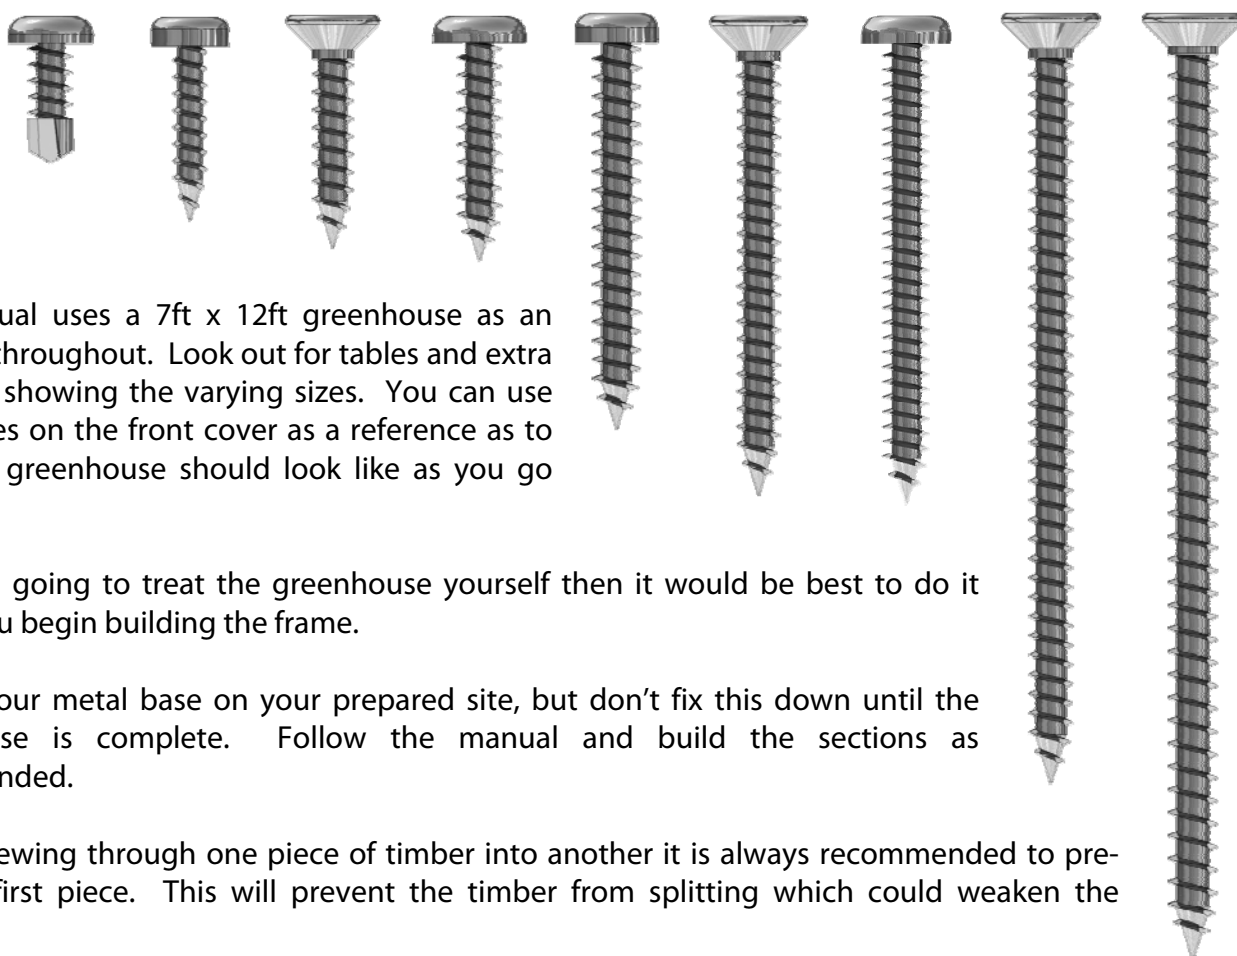 ual uses a 7ft x 12ft greenhouse as an
throughout. Look out for tables and extra
showing the varying sizes. You can use
es on the front cover as a reference as to
greenhouse should look like as you go
going to treat the greenhouse yourself then it would be best to do it
u begin building the frame.
our metal base on your prepared site, but don’t fix this down until the
se is complete. Follow the manual and build the sections as
nded.
ewing through one piece of timber into another it is always recommended to pre-
first piece. This will prevent the timber from splitting which could weaken the